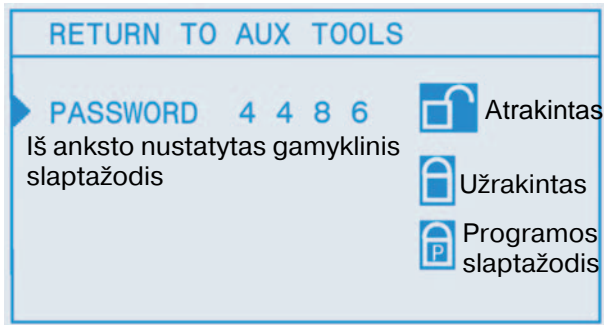 RETURN TO AUX TOOLS
PASSWORD 4 4 8 6
Iš anksto nustatytas gamyklinis
slaptažodis
Atrakintas
Užrakintas
P
Programos
slaptažodis